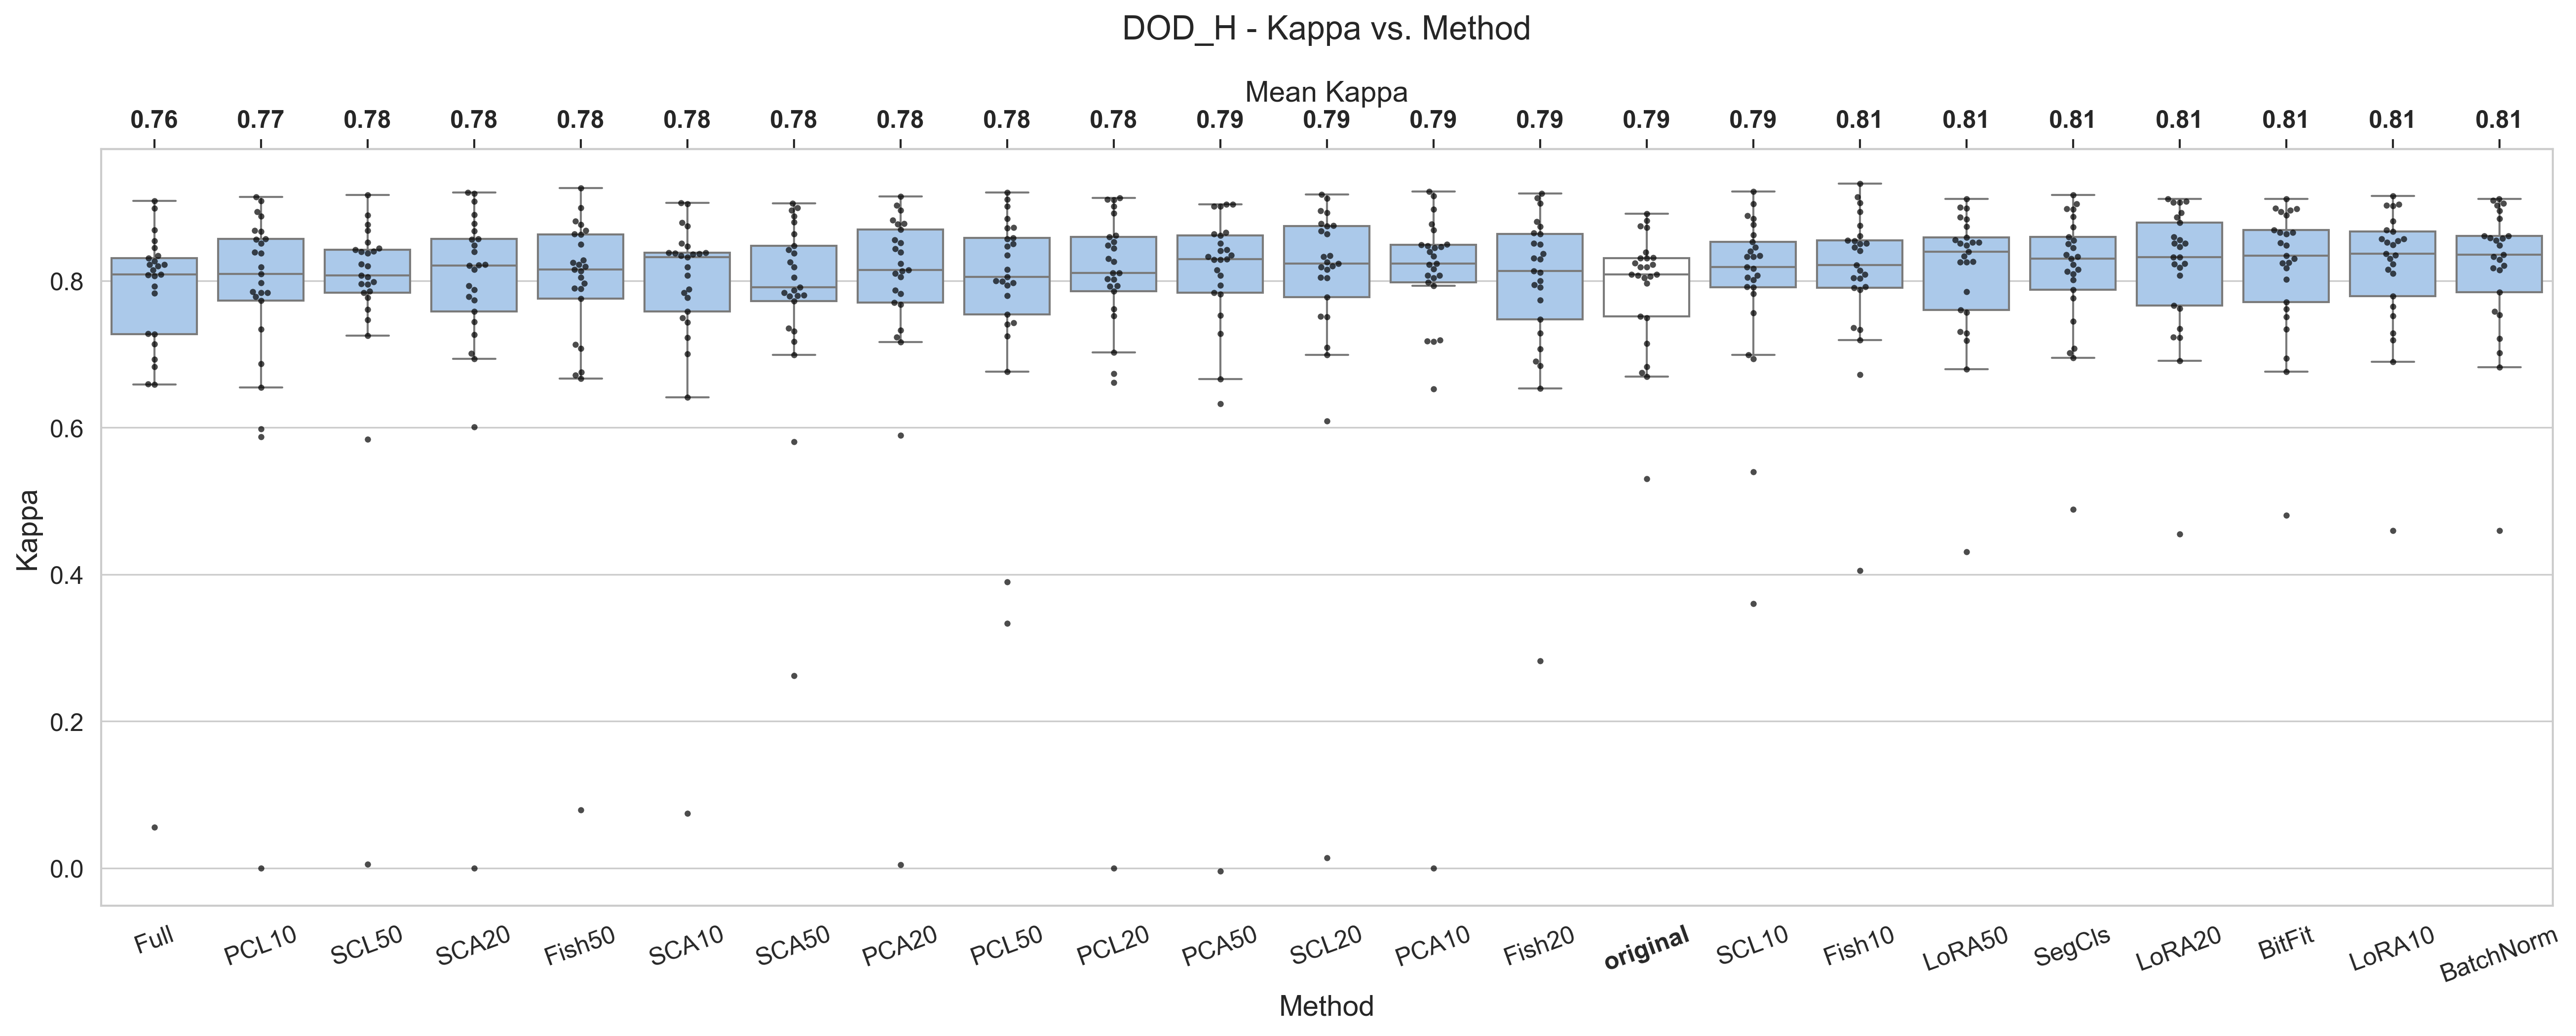 DOD_H - Kappa vs. Method
Mean Kappa
0.76 0.77 0.78 0.78 0.78 0.78 0.78 0.78 0.78 0.78 0.79 0.79 0.79 0.79 0.79 0.79 0.81 0.81 0.81 0.81 0.81 0.81 0.81
Kappa
0.8
0.6
0.4
0.2
0.0
Full PCL10 SCL50 SCA20 Fish50 SCA10 SCA50 PCA20 PCL50 PCL20 PCA50 SCL20 PCA10 Fish20 original SCL10 Fish10 LoRA50 SegCls LoRA20 BitFit LoRA10 BatchNorm
Method